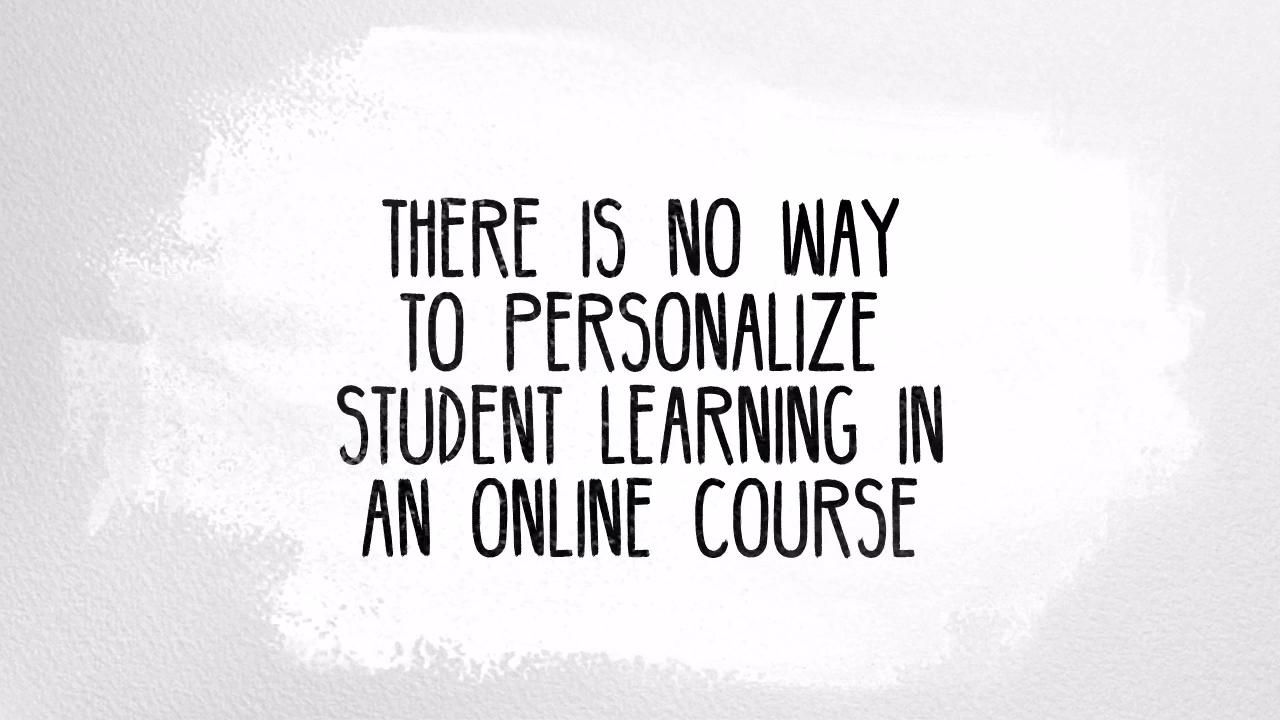 THERE IS NO WAY
TO PERSONALIZE
STUDENT LEARNING IN
AN ONLINE COURSE